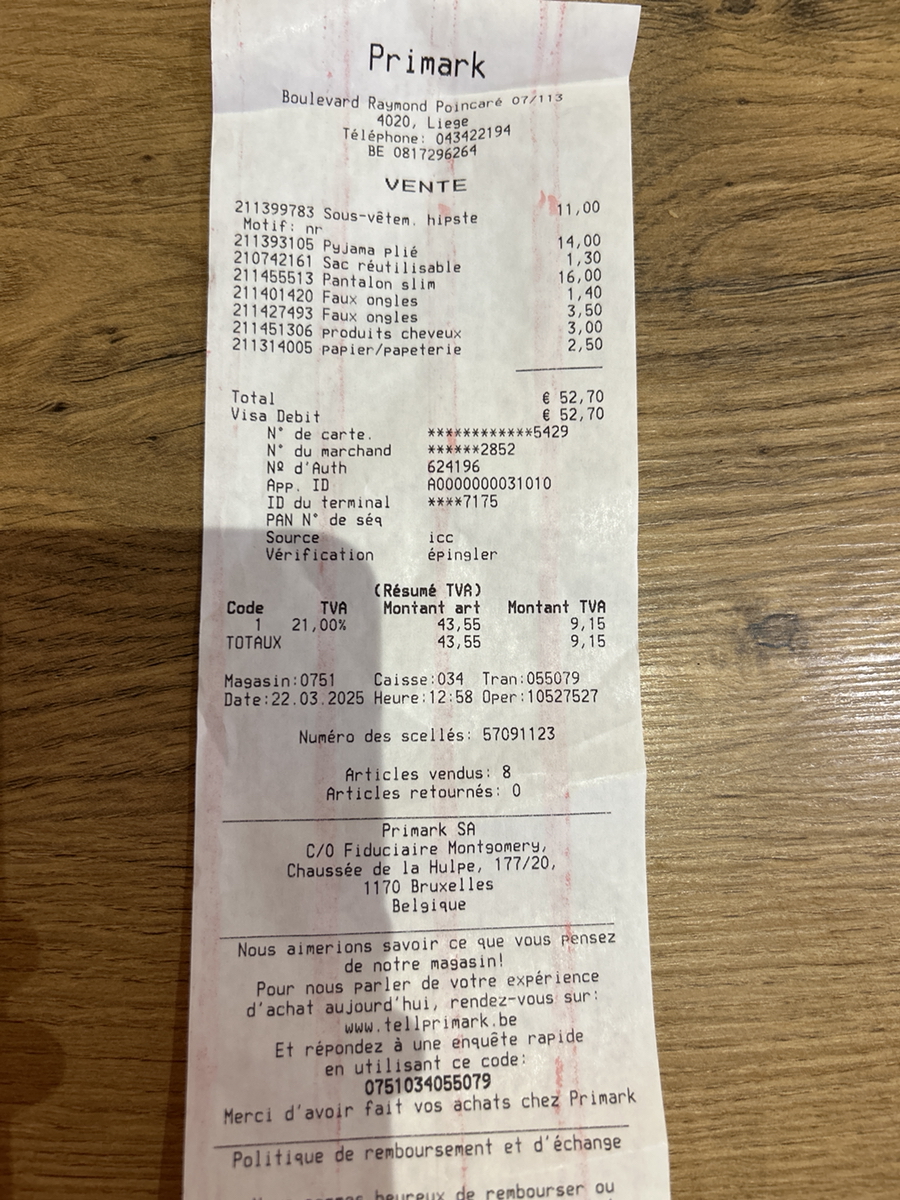 Primark
Boulevard Raymond Poincaré 07/113
4020, Liege
Téléphone: 043422194
BE 0817296264
VENTE
211399783 Sous-vêtem. hipste 11,00
Motif: nr
211393105 Pyjama plié 14,00
210742161 Sac réutilisable 1,30
211455513 Pantalon slim 16,00
211401420 Faux ongles 1,40
211427493 Faux ongles 3,50
211451306 produits cheveux 3,00
211314005 papier/papeterie 2,50
Total € 52,70
Visa Debit € 52,70
N° de carte. ************5429
N° du marchand ******2852
Nº d'Auth 624196
App. ID A0000000031010
ID du terminal ****7175
PAN N° de séq
Source icc
Vérification épingler
(Résumé TVA)
Code TVA Montant art Montant TVA
1 21,00% 43,55 9,15
TOTAUX 43,55 9,15
Magasin:0751 Caisse:034 Tran:055079
Date:22.03.2025 Heure:12:58 Oper:10527527
Numéro des scellés: 57091123
Articles vendus: 8
Articles retournés: 0
Primark SA
C/O Fiduciaire Montgomery,
Chaussée de la Hulpe, 177/20,
1170 Bruxelles
Belgique
Nous aimerions savoir ce que vous pensez
de notre magasin!
Pour nous parler de votre expérience
d'achat aujourd'hui, rendez-vous sur:
www.tellprimark.be
Et répondez à une enquête rapide
en utilisant ce code:
0751034055079
Merci d'avoir fait vos achats chez Primark
Politique de remboursement et d'échange
heureux de rembourser ou